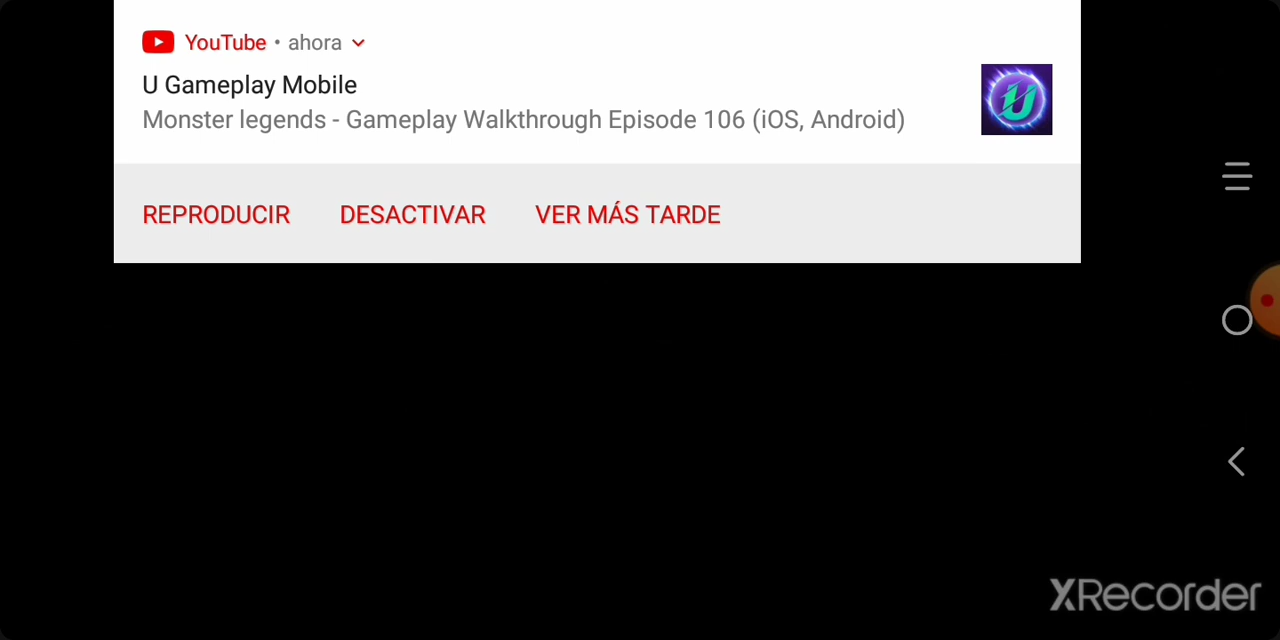 YouTube • ahora
U Gameplay Mobile
Monster legends - Gameplay Walkthrough Episode 106 (iOS, Android)
U
REPRODUCIR DESACTIVAR VER MÁS TARDE
XRecorder